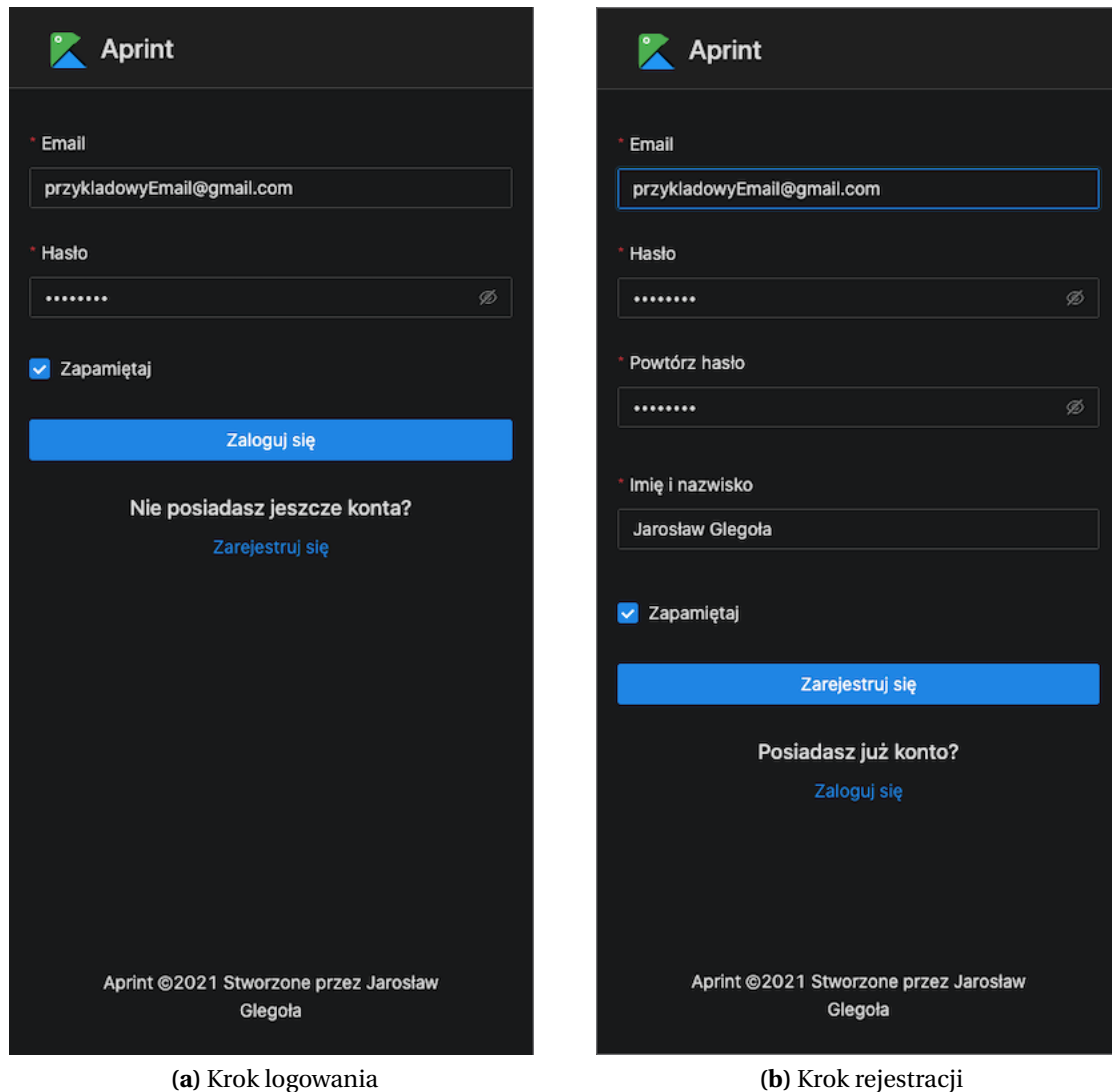 Aprint
* Email
przykladowyEmail@gmail.com
* Hasło
••••••••
Zapamiętaj
Zaloguj się
Nie posiadasz jeszcze konta?
Zarejestruj się
Aprint ©2021 Stworzone przez Jarosław
Glegoła
(a) Krok logowania
Aprint
* Email
przykladowyEmail@gmail.com
* Hasło
••••••••
* Powtórz hasło
••••••••
* Imię i nazwisko
Jarosław Glegoła
Zapamiętaj
Zarejestruj się
Posiadasz już konto?
Zaloguj się
Aprint ©2021 Stworzone przez Jarosław
Glegoła
(b) Krok rejestracji